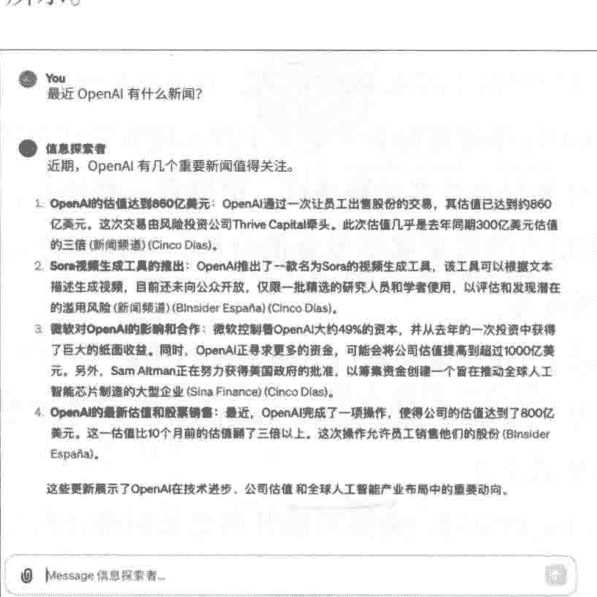 You
最近 OpenAI 有什么新闻？
信息探索者
近期，OpenAI 有几个重要新闻值得关注。
1. OpenAI的估值达到860亿美元：OpenAI通过一次让员工出售股份的交易，其估值已达到约860
亿美元。这次交易由风险投资公司Thrive Capital牵头。此次估值几乎是去年同期300亿美元估值
的三倍 (新闻频道) (Cinco Días)。
2. Sora视频生成工具的推出：OpenAI推出了一款名为Sora的视频生成工具，该工具可以根据文本
描述生成视频，目前还未向公众开放，仅限一批精选的研究人员和学者使用，以评估和发现潜在
的滥用风险 (新闻频道) (BInsider España) (Cinco Días)。
3. 微软对OpenAI的影响和合作：微软控制着OpenAI大约49%的资本，并从去年的一次投资中获得
了巨大的纸面收益。同时，OpenAI正寻求更多的资金，可能会将公司估值提高到超过1000亿美
元。另外，Sam Altman正在努力获得美国政府的批准，以筹集资金创建一个旨在推动全球人工
智能芯片制造的大型企业 (Sina Finance) (Cinco Días)。
4. OpenAI的最新估值和股票销售：最近，OpenAI完成了一项操作，使得公司的估值达到了800亿
美元。这一估值比10个月前的估值翻了三倍以上。这次操作允许员工销售他们的股份 (BInsider
España)。
这些更新展示了OpenAI在技术进步、公司估值和全球人工智能产业布局中的重要动向。
Message 信息探索者...